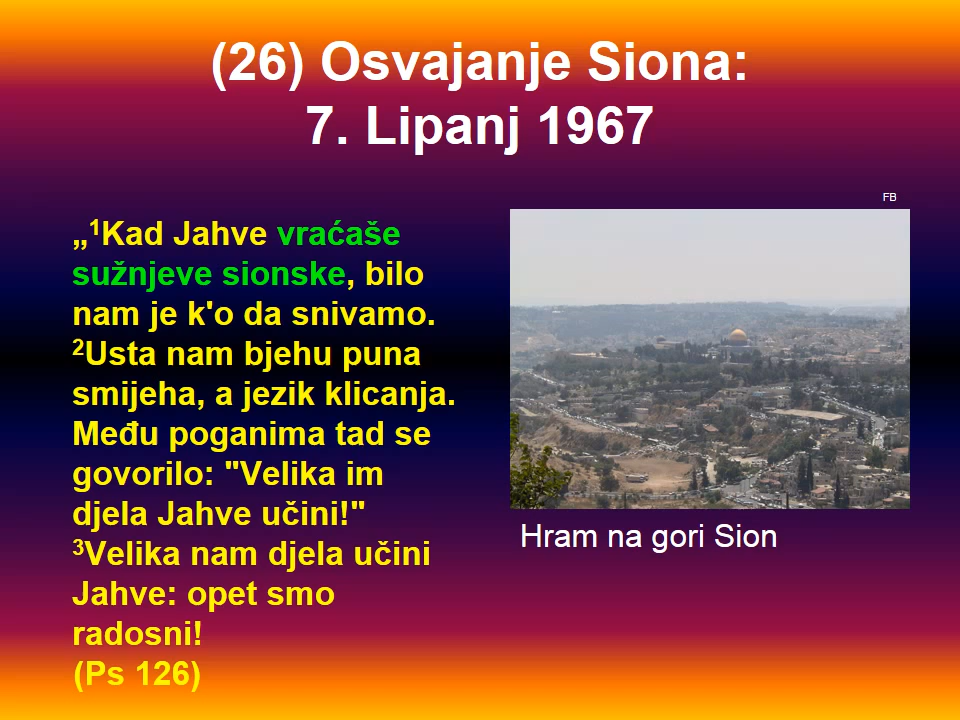 (26) Osvajanje Siona:
7. Lipanj 1967
FB
„¹Kad Jahve vraćaše
sužnjeve sionske, bilo
nam je k'o da snivamo.
²Usta nam bjehu puna
smijeha, a jezik klicanja.
Među poganima tad se
govorilo: "Velika im
djela Jahve učini!"
³Velika nam djela učini
Jahve: opet smo
radosni!
(Ps 126)
Hram na gori Sion